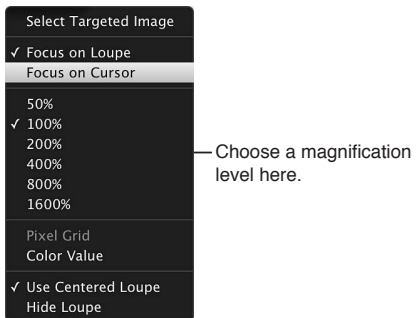 Select Targeted Image
✓ Focus on Loupe
Focus on Cursor
50%
✓ 100%
200%
400%
800%
1600%
Pixel Grid
Color Value
✓ Use Centered Loupe
Hide Loupe
Choose a magnification
level here.